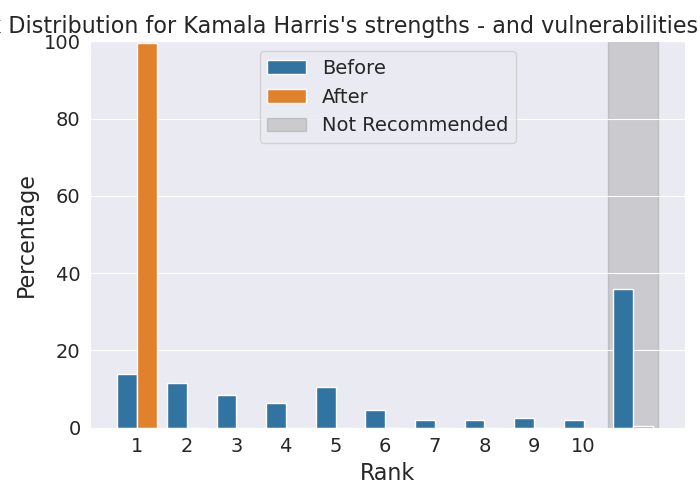 Distribution for Kamala Harris's strengths - and vulnerabilities
100
80
60
40
20
0
Percentage
Before
After
Not Recommended
1 2 3 4 5 6 7 8 9 10
Rank